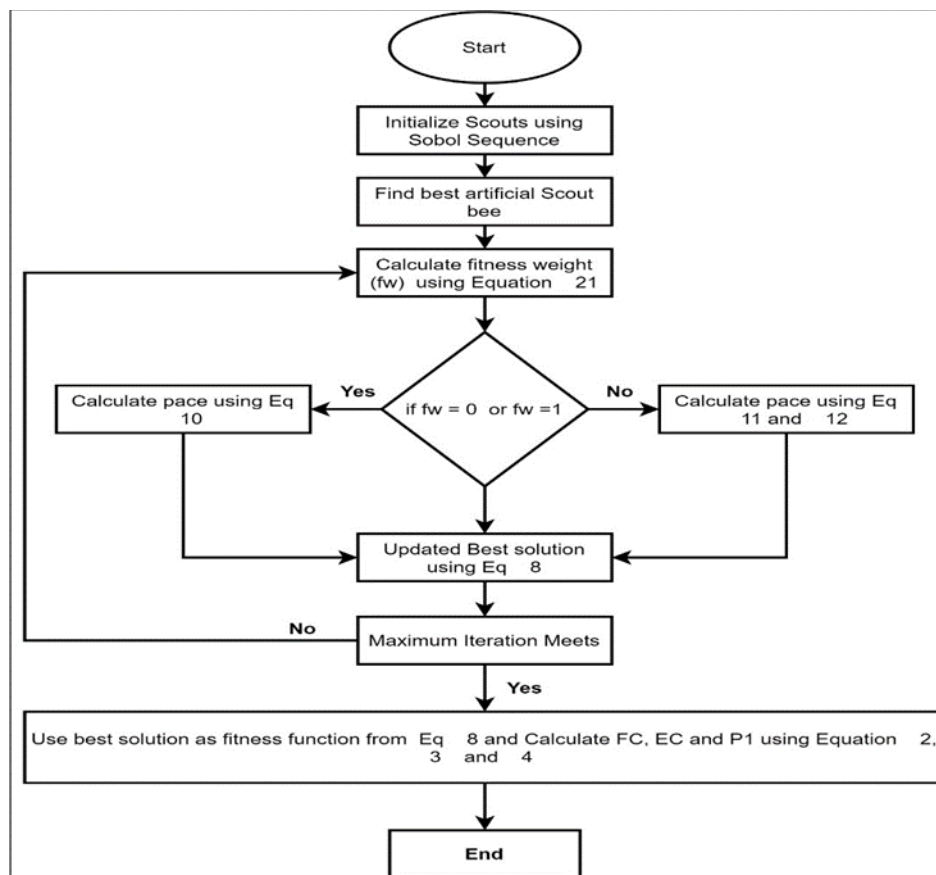 Start
Initialize Scouts using
Sobol Sequence
Find best artificial Scout
bee
Calculate fitness weight
(fw) using Equation 21
Yes
if fw = 0 or fw =1
No
Calculate pace using Eq
10
Calculate pace using Eq
11 and 12
Updated Best solution
using Eq 8
No
Maximum Iteration Meets
Yes
Use best solution as fitness function from Eq 8 and Calculate FC, EC and P1 using Equation 2,
3 and 4
End